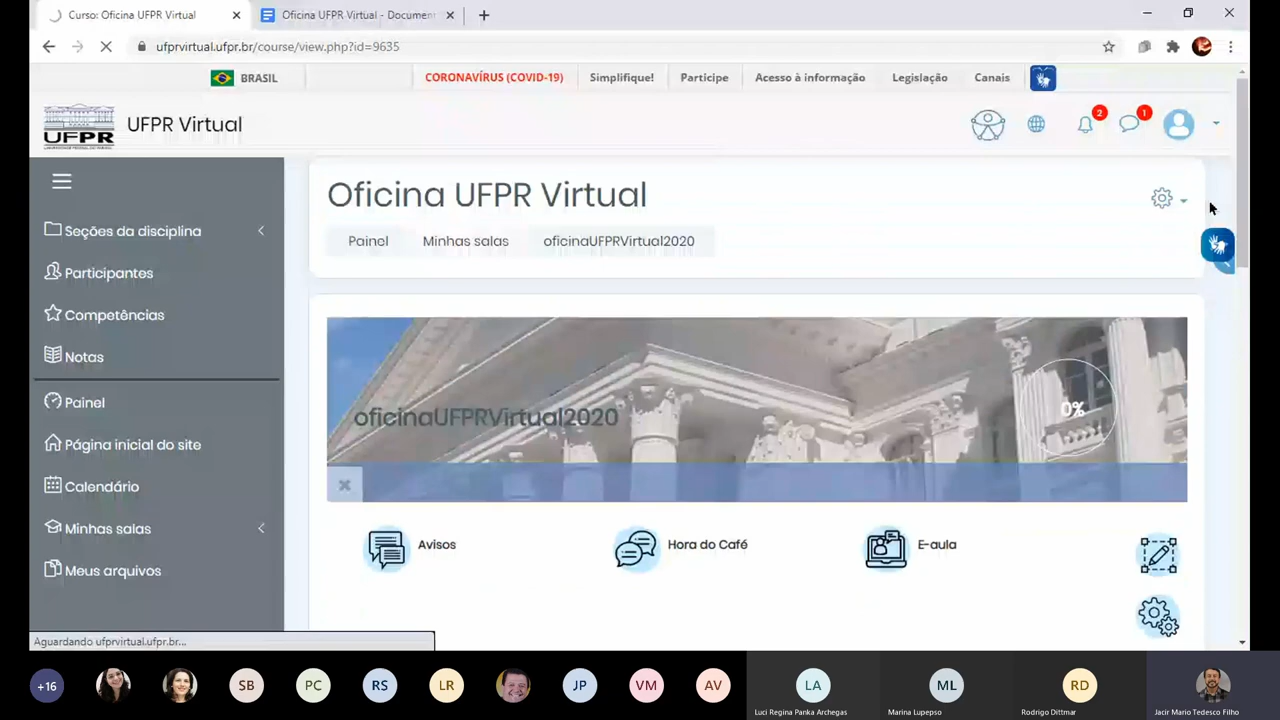 Curso: Oficina UFPR Virtual
Oficina UFPR Virtual - Document
ufprvirtual.ufpr.br/course/view.php?id=9635
BRASIL
CORONAVÍRUS (COVID-19)
Simplifique!
Participe
Acesso à informação
Legislação
Canais
UFPR
UFPR Virtual
2
1
Oficina UFPR Virtual
Painel
Minhas salas
oficinaUFPRVirtual2020
Seções da disciplina
Participantes
Competências
Notas
Painel
Página inicial do site
Calendário
Minhas salas
Meus arquivos
oficinaUFPRVirtual2020
0%
Avisos
Hora do Café
E-aula
Aguardando ufprvirtual.ufpr.br...
+16
SB
PC
RS
LR
JP
VM
AV
LA
ML
RD
Luci Regina Panka Archegas
Marina Lupepso
Rodrigo Dittmar
Jacir Mario Tedesco Filho